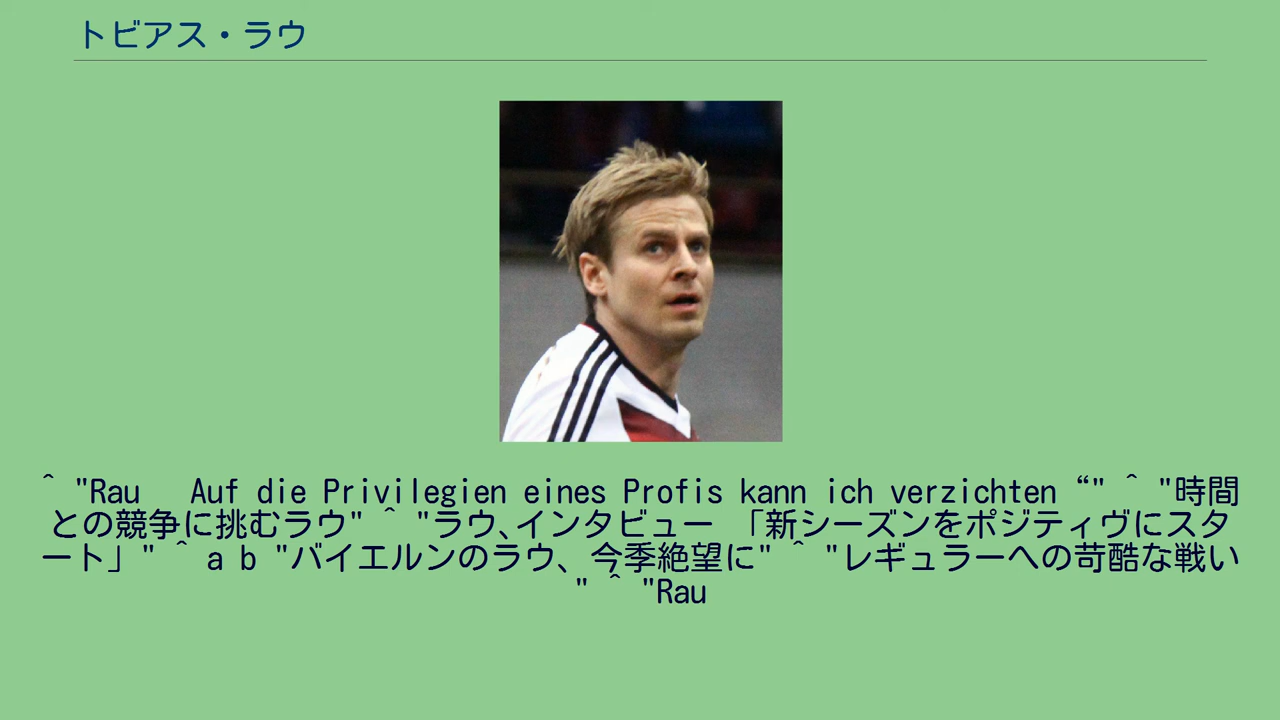 トビアス・ラウ
^ "Rau   Auf die Privilegien eines Profis kann ich verzichten “" ^ "時間
との競争に挑むラウ" ^ "ラウ、インタビュー 「新シーズンをポジティヴにスタ
ート」" ^ a b "バイエルンのラウ、今季絶望に" ^ "レギュラーへの苛酷な戦い
" ^ "Rau